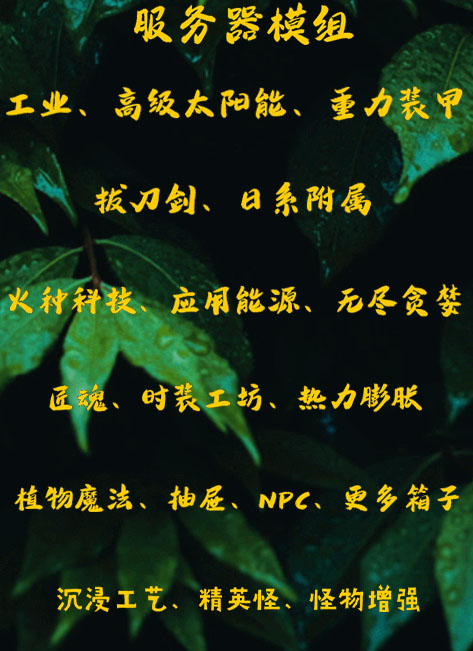 服务器模组
工业、高级太阳能、重力装甲
拔刀剑、日系附属
火种科技、应用能源、无尽贪婪
匠魂、时装工坊、热力膨胀
植物魔法、抽屉、NPC、更多箱子
沉浸工艺、精英怪、怪物增强